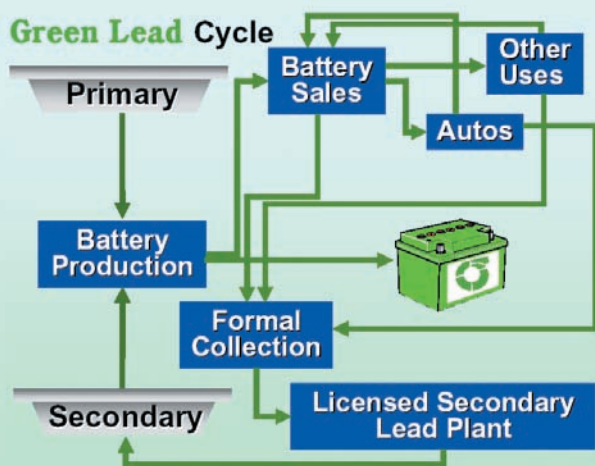 Green Lead Cycle
Primary
Battery
Sales
Other
Uses
Autos
Battery
Production
Formal
Collection
Secondary
Licensed Secondary
Lead Plant